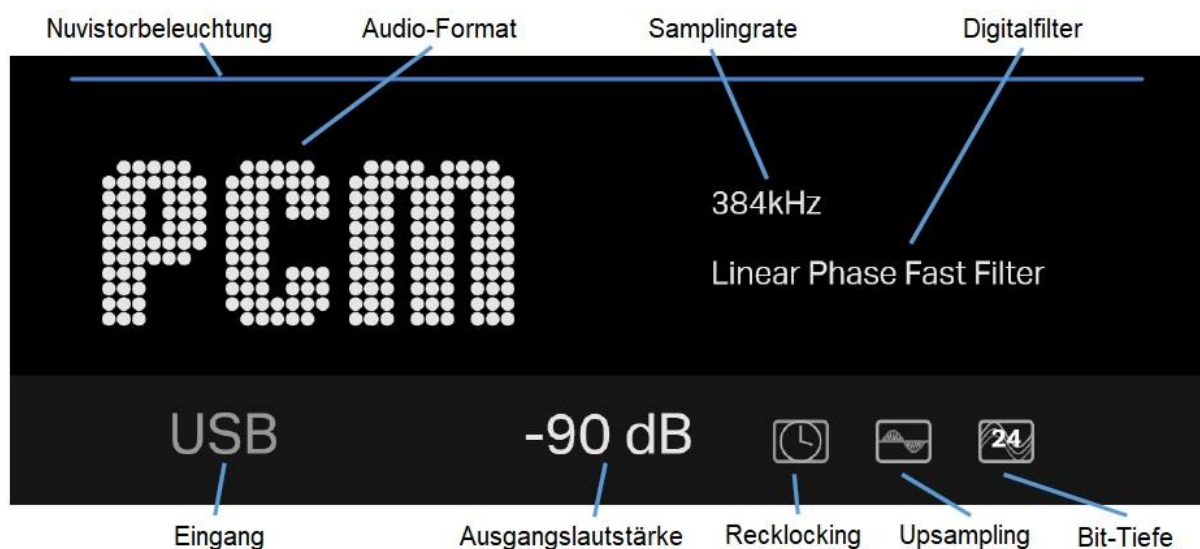 Nuvistorbeleuchtung Audio-Format Samplingrate Digitalfilter
PCM
384kHz
Linear Phase Fast Filter
USB -90 dB 24
Eingang Ausgangslautstärke Recklocking Upsampling Bit-Tiefe